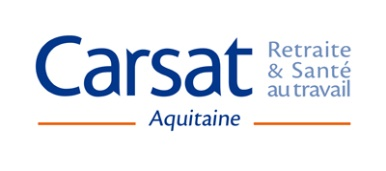 Carsat
Retraite
& Santé
au travail
Aquitaine